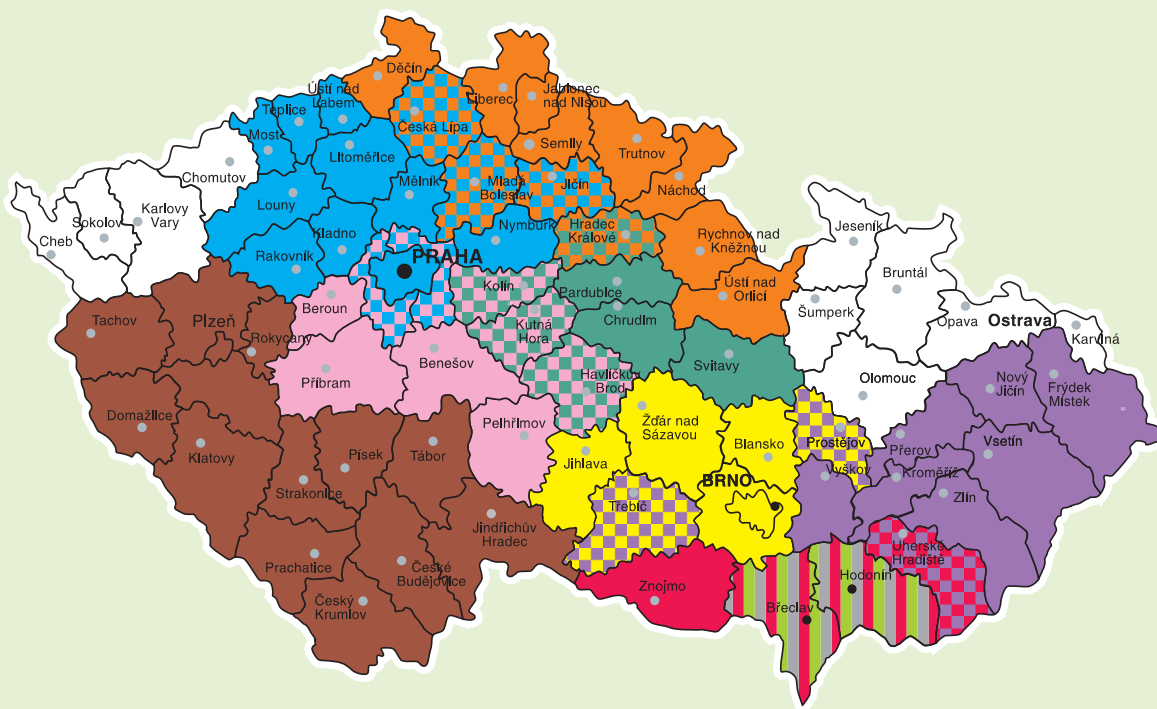 Děčín
Ústí nad
Labem
Teplice
Most
Chomutov
Liberec
Jablonec
nad Nisou
Česká Lípa
Semily
Trutnov
Náchod
Litoměřice
Mělník
Mladá
Boleslav
Jičín
Karlovy
Vary
Sokolov
Cheb
Louny
Kladno
Rakovník
PRAHA
Nymburk
Hradec
Králové
Rychnov nad
Kněžnou
Ústí nad
Orlicí
Jeseník
Bruntál
Šumperk
Opava
Ostrava
Karviná
Tachov
Plzeň
Rokycany
Beroun
Kolín
Pardubice
Kutná
Hora
Chrudim
Svitavy
Benešov
Příbram
Havlíčkův
Brod
Olomouc
Nový
Jičín
Frýdek
Místek
Domažlice
Klatovy
Písek
Tábor
Pelhřimov
Žďár nad
Sázavou
Blansko
Prostějov
Přerov
Vsetín
Strakonice
Jihlava
Třebíč
BRNO
Vyškov
Kroměříž
Zlín
Jindřichův
Hradec
Prachatice
České
Budějovice
Český
Krumlov
Znojmo
Břeclav
Hodonín
Uherské
Hradiště